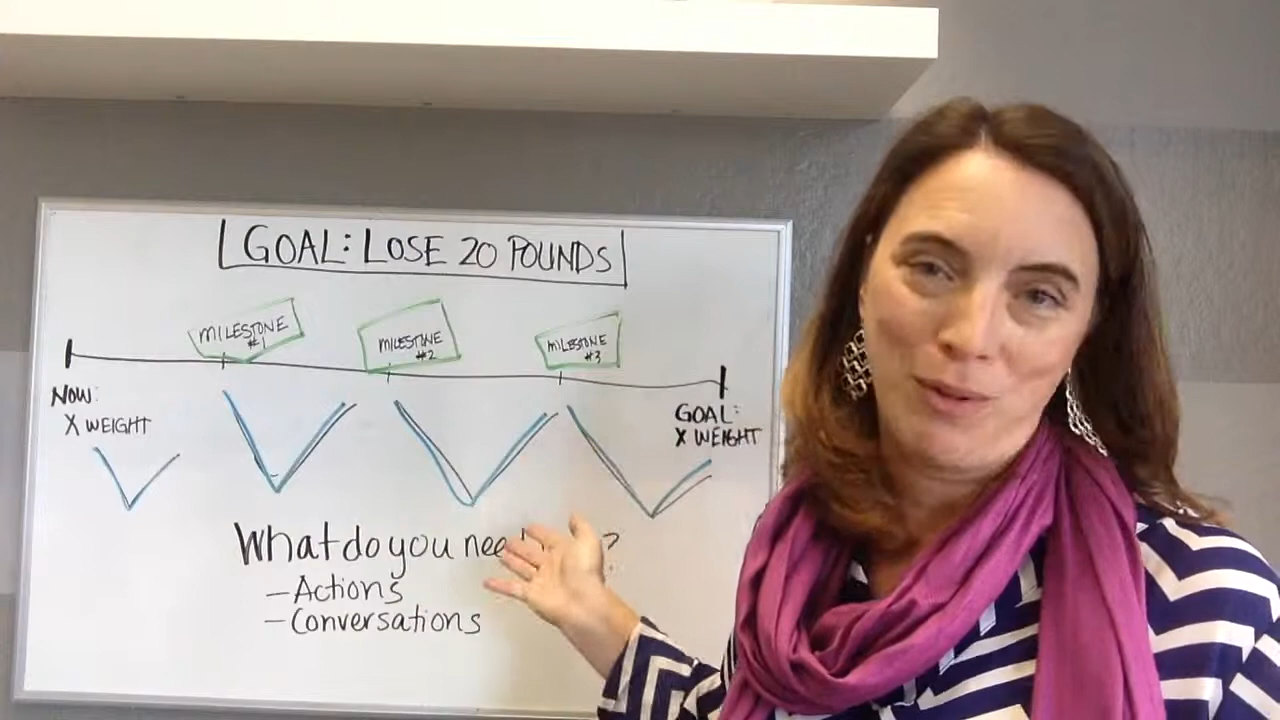 GOAL: LOSE 20 POUNDS
MILESTONE
#1
MILESTONE
#2
MILESTONE
#3
NOW:
X WEIGHT
GOAL:
X WEIGHT
What do you ?
- Actions
- Conversations